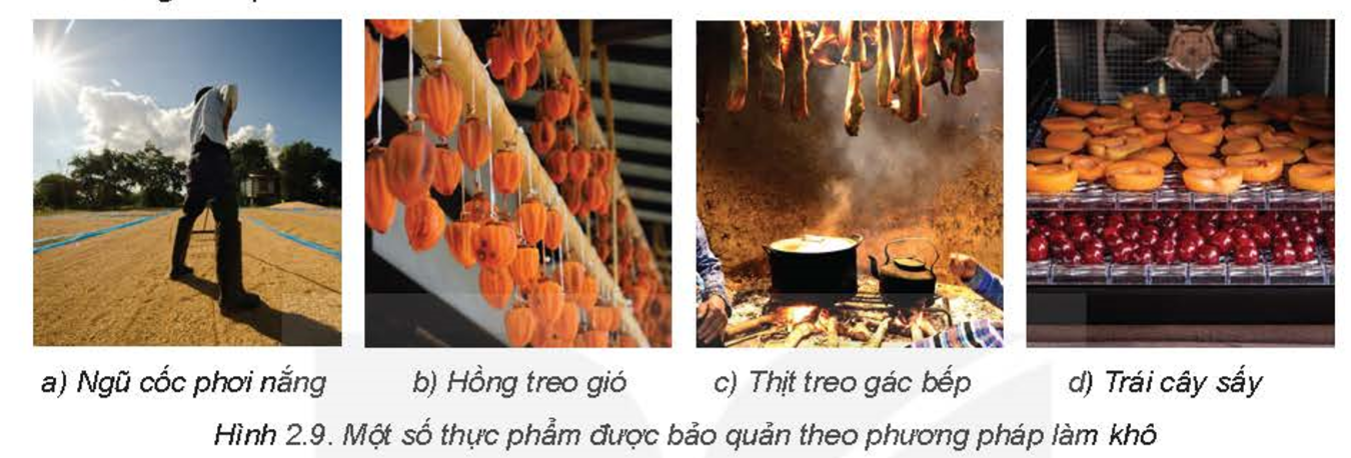 a) Ngũ cốc phơi nắng
b) Hồng treo gió
c) Thịt treo gác bếp
d) Trái cây sấy
Hình 2.9. Một số thực phẩm được bảo quản theo phương pháp làm khô